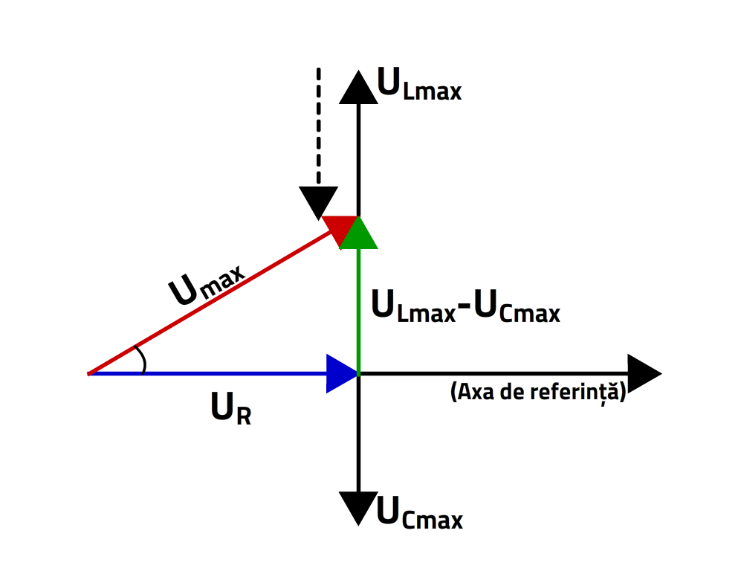 ULmax
Umax
ULmax-UCmax
(Axa de referință)
UR
UCmax